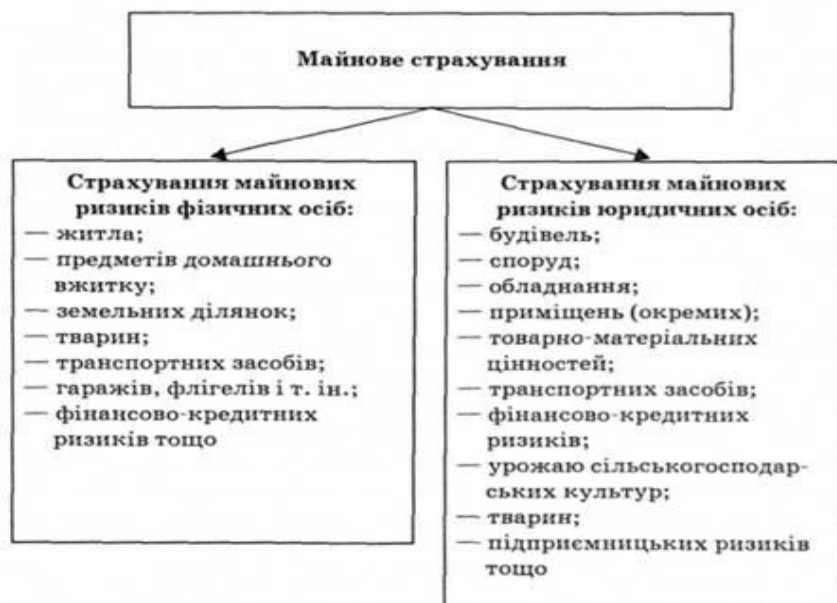 Майнове страхування
Страхування майнових
ризиків фізичних осіб:
— житла;
— предметів домашнього
вжитку;
— земельних ділянок;
— тварин;
— транспортних засобів;
— гаражів, флігелів і т. ін.;
— фінансово-кредитних
ризиків тощо
Страхування майнових
ризиків юридичних осіб:
— будівель;
— споруд;
— обладнання;
— приміщень (окремих);
— товарно-матеріальних
цінностей;
— транспортних засобів;
— фінансово-кредитних
ризиків;
— урожаю сільськогосподар-
ських культур;
— тварин;
— підприємницьких ризиків
тощо